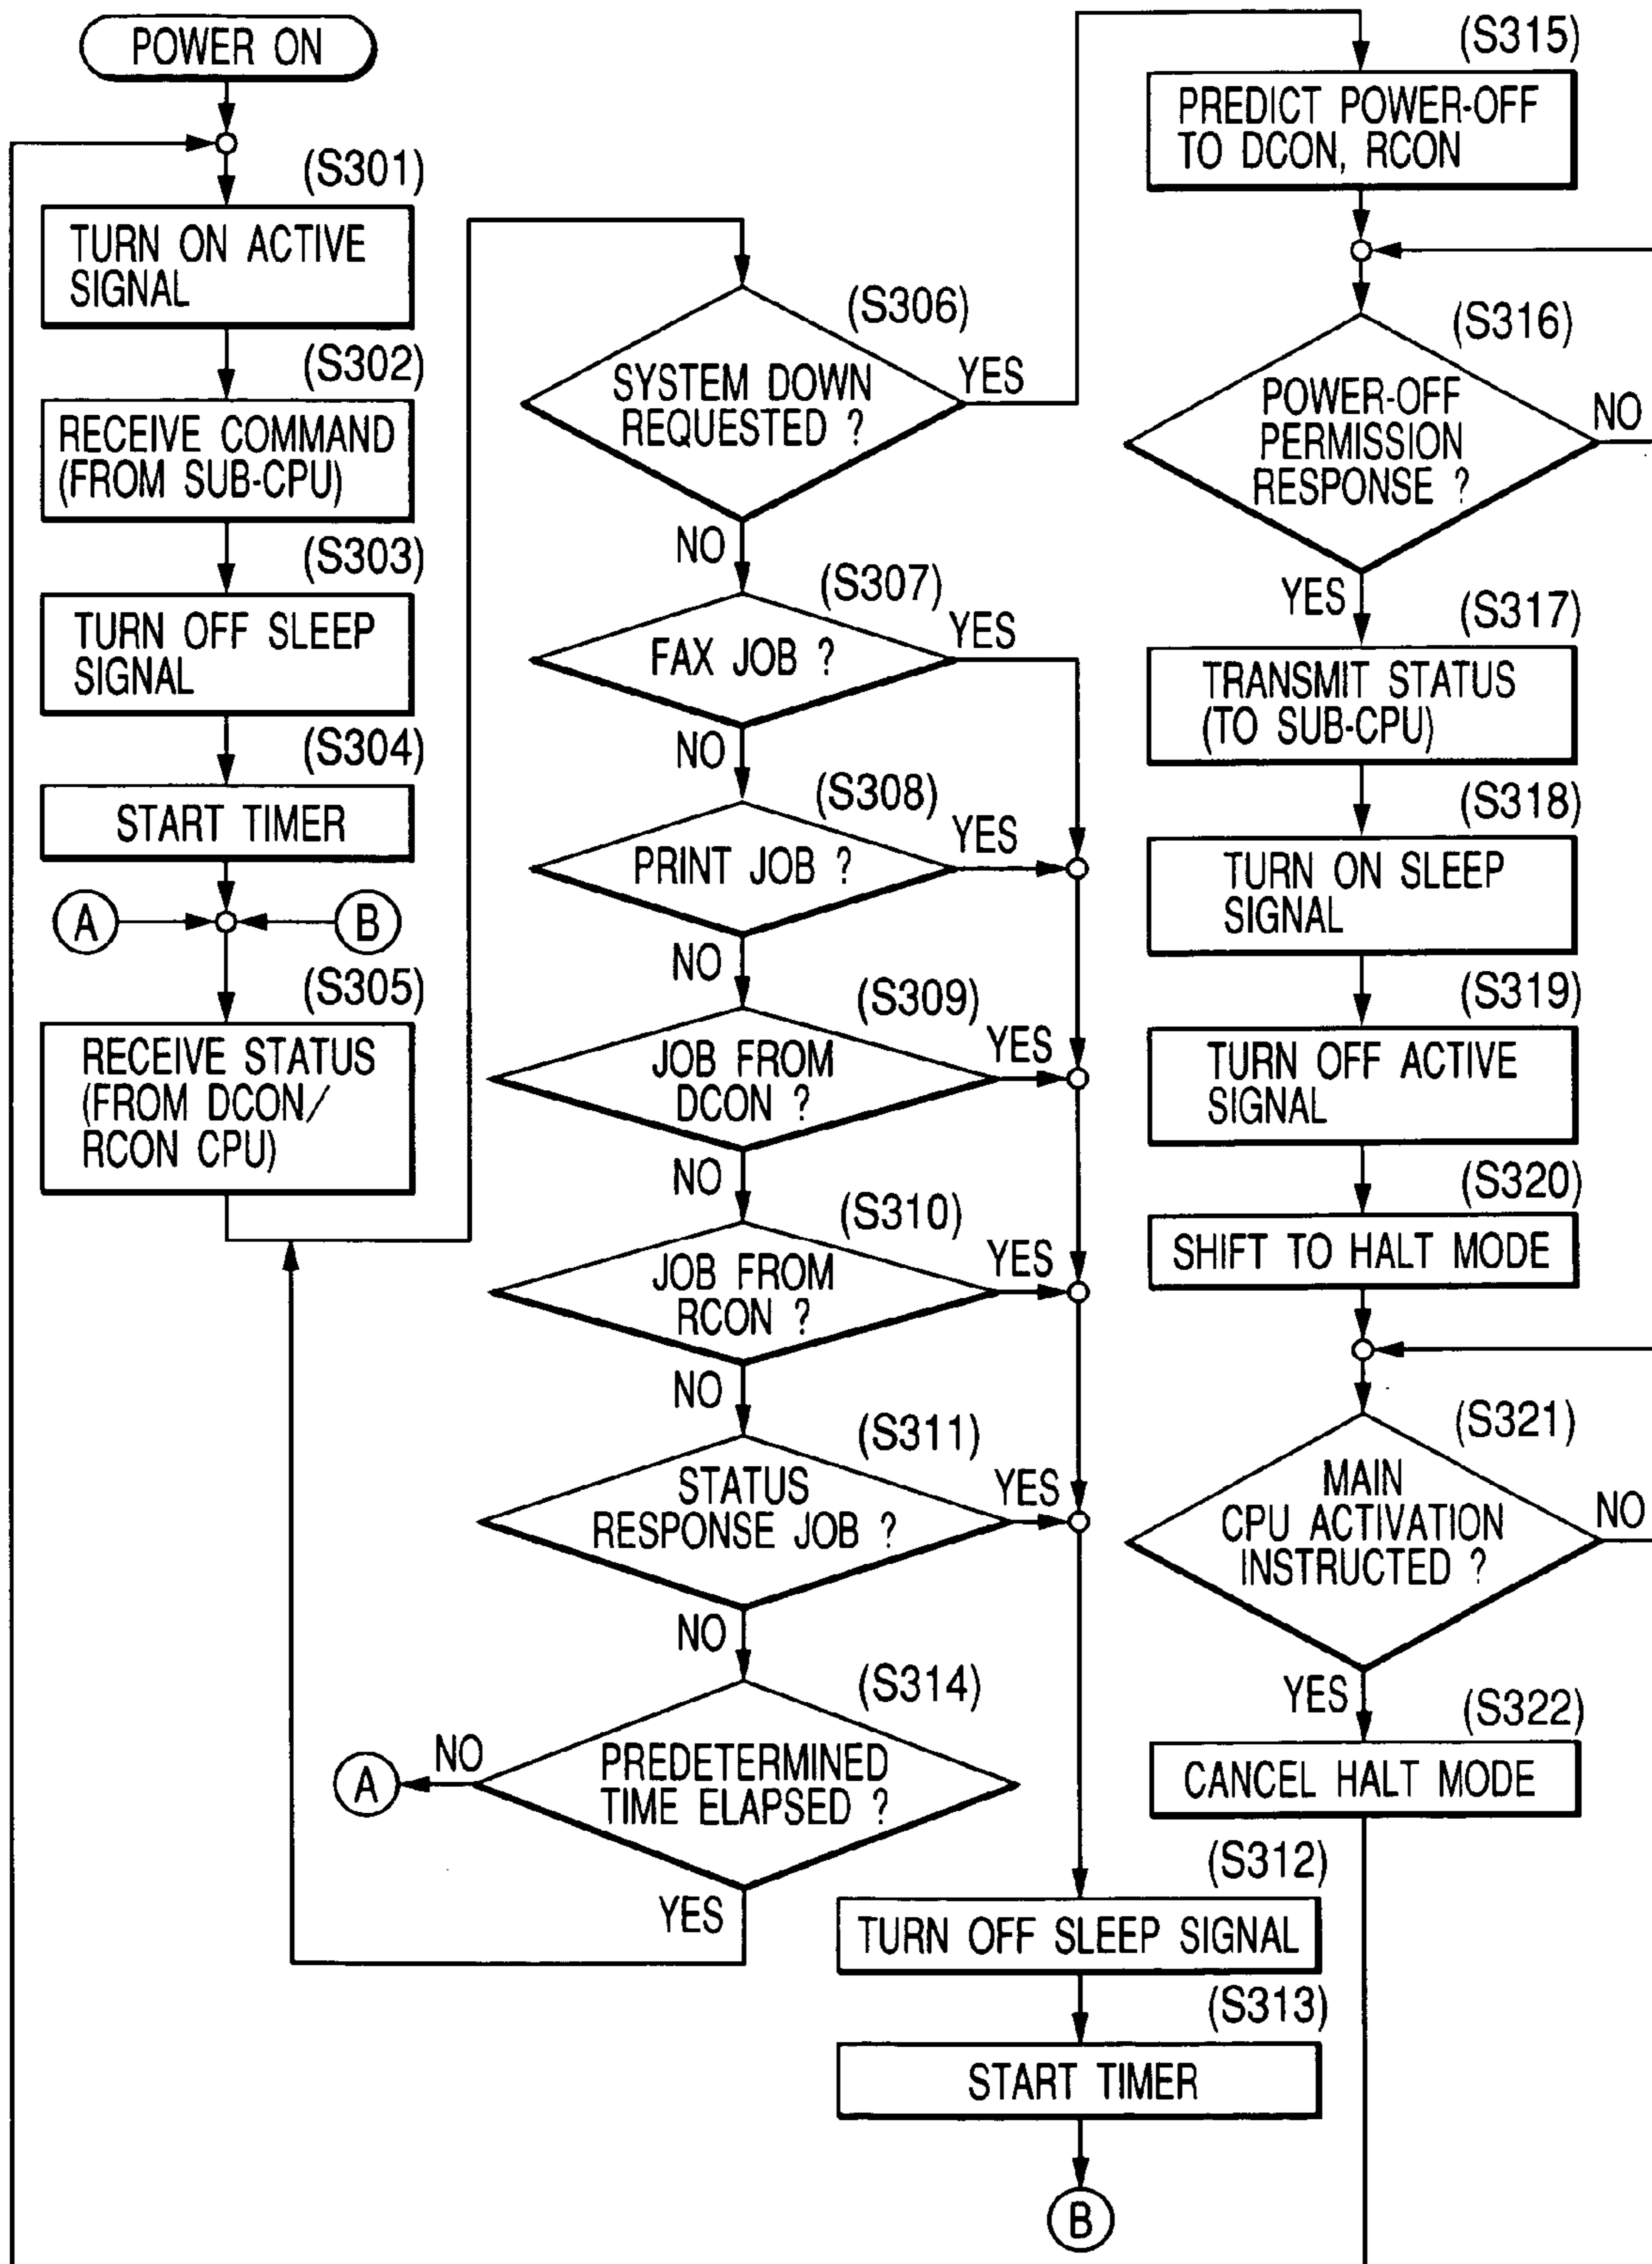 POWER ON
(S301)
TURN ON ACTIVE
SIGNAL
(S302)
RECEIVE COMMAND
(FROM SUB-CPU)
(S303)
TURN OFF SLEEP
SIGNAL
(S304)
START TIMER
A
B
(S305)
RECEIVE STATUS
(FROM DCON/
RCON CPU)
(S306)
SYSTEM DOWN
REQUESTED ?
YES
NO
(S307)
FAX JOB ?
YES
NO
(S308)
PRINT JOB ?
YES
NO
(S309)
JOB FROM
DCON ?
YES
NO
(S310)
JOB FROM
RCON ?
YES
NO
(S311)
STATUS
RESPONSE JOB ?
YES
NO
(S314)
PREDETERMINED
TIME ELAPSED ?
NO
A
YES
(S312)
TURN OFF SLEEP SIGNAL
(S313)
START TIMER
B
(S315)
PREDICT POWER-OFF
TO DCON, RCON
(S316)
POWER-OFF
PERMISSION
RESPONSE ?
NO
YES
(S317)
TRANSMIT STATUS
(TO SUB-CPU)
(S318)
TURN ON SLEEP
SIGNAL
(S319)
TURN OFF ACTIVE
SIGNAL
(S320)
SHIFT TO HALT MODE
(S321)
MAIN
CPU ACTIVATION
INSTRUCTED ?
NO
YES
(S322)
CANCEL HALT MODE